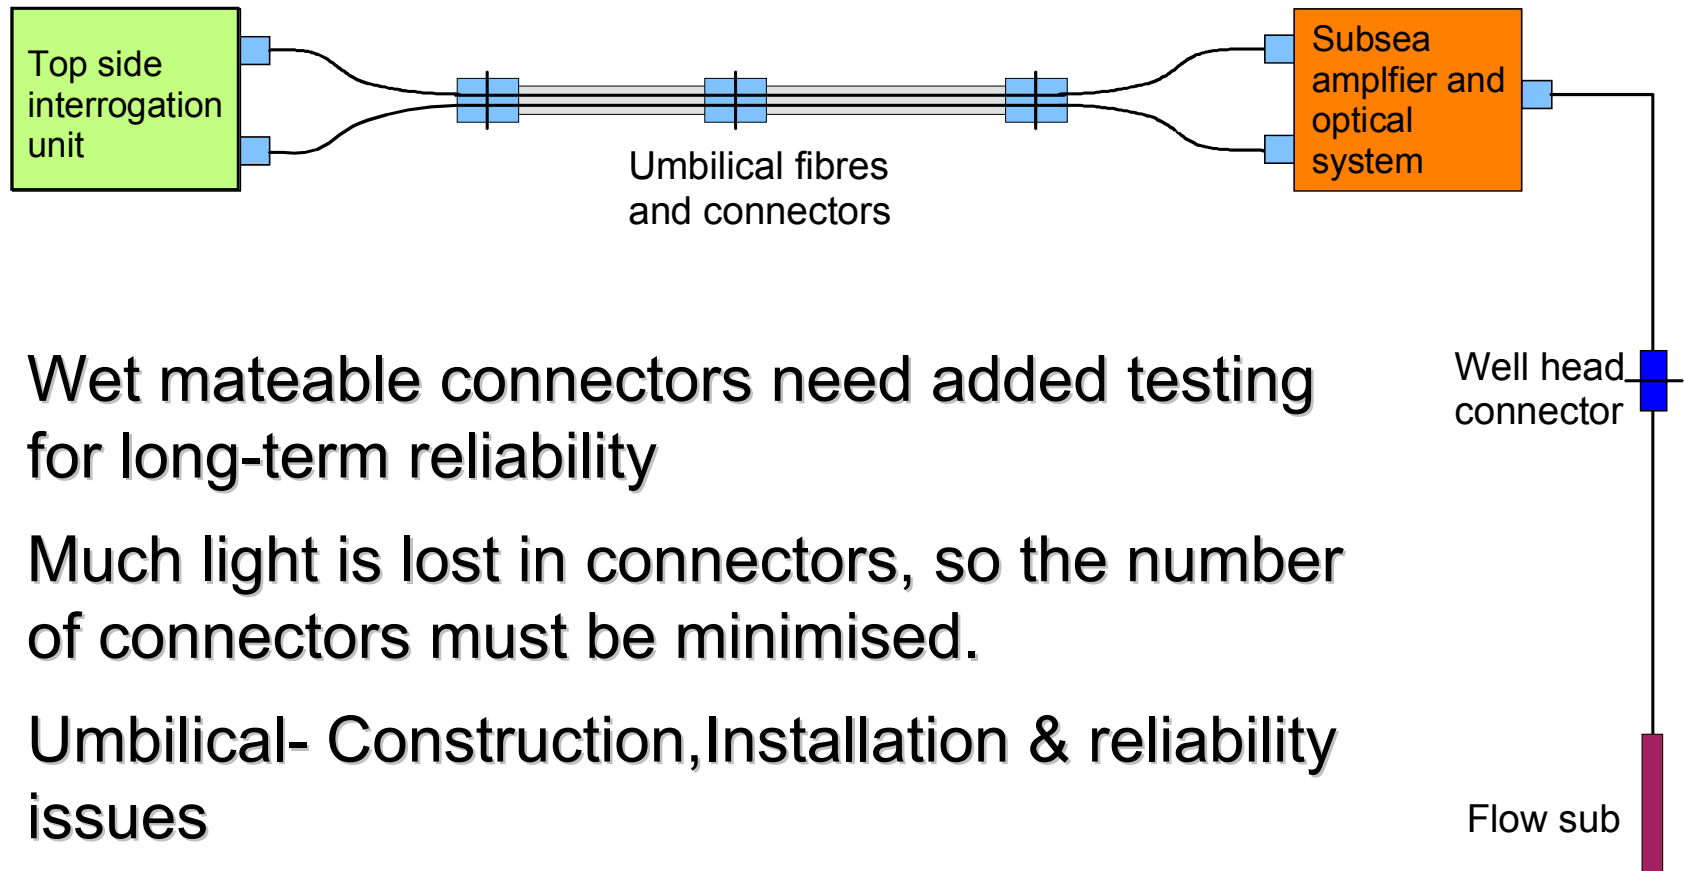 Top side
interrogation
unit
Umbilical fibres
and connectors
Subsea
amplfier and
optical
system
Well head
connector
Flow sub
Wet mateable connectors need added testing
for long-term reliability
Much light is lost in connectors, so the number
of connectors must be minimised.
Umbilical- Construction,Installation & reliability
issues